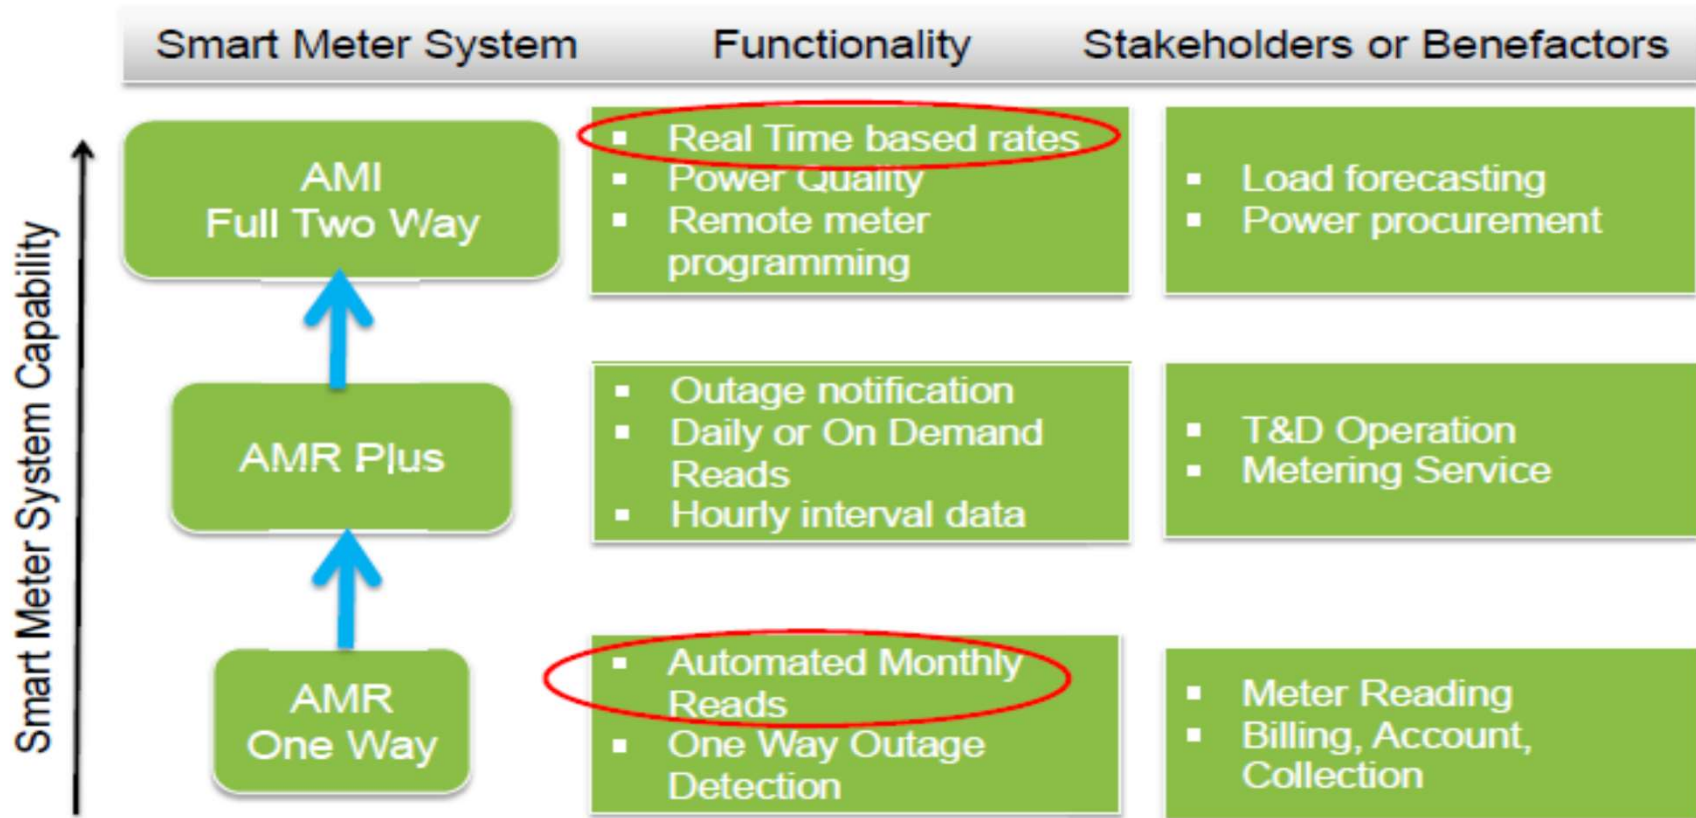 Smart Meter System
Functionality
Stakeholders or Benefactors
Smart Meter System Capability
AMI
Full Two Way
▪ Real Time based rates
▪ Power Quality
▪ Remote meter
programming
▪ Load forecasting
▪ Power procurement
AMR Plus
▪ Outage notification
▪ Daily or On Demand
Reads
▪ Hourly interval data
▪ T&D Operation
▪ Metering Service
AMR
One Way
▪ Automated Monthly
Reads
▪ One Way Outage
Detection
▪ Meter Reading
▪ Billing, Account,
Collection